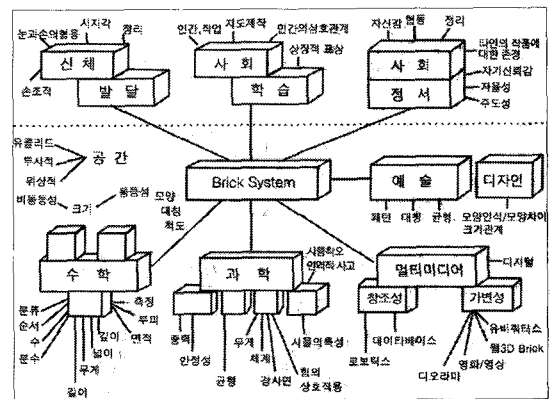 눈과손의협응
시지각
정리
손조작
신 체
발 달
인간,작업
지도제작
인간의상호관계
상징적 표상
사 회
학 습
자신감
협동
정리
타인의 작품에
대한 존경
자기신뢰감
자율성
주도성
사 회
정 서
유클리드
투사적
위상적
공 간
비동등성
크기
동등성
모양
대칭
척도
Brick System
예 술
디자인
패턴
대칭
균형
모양인식/모양차이
크기관계
수 학
분류
순서
수
분수
길이
무게
넓이
깊이
면적
부피
측정
과 학
시행착오
연역적 사고
중력
안정성
균형
무게
체계
경사면
힘의
상호작용
사물의특성
멀티미디어
디지털
창조성
가변성
로보틱스
데이타베이스
디오라마
영화/영상
웹3D Brick
유비쿼터스